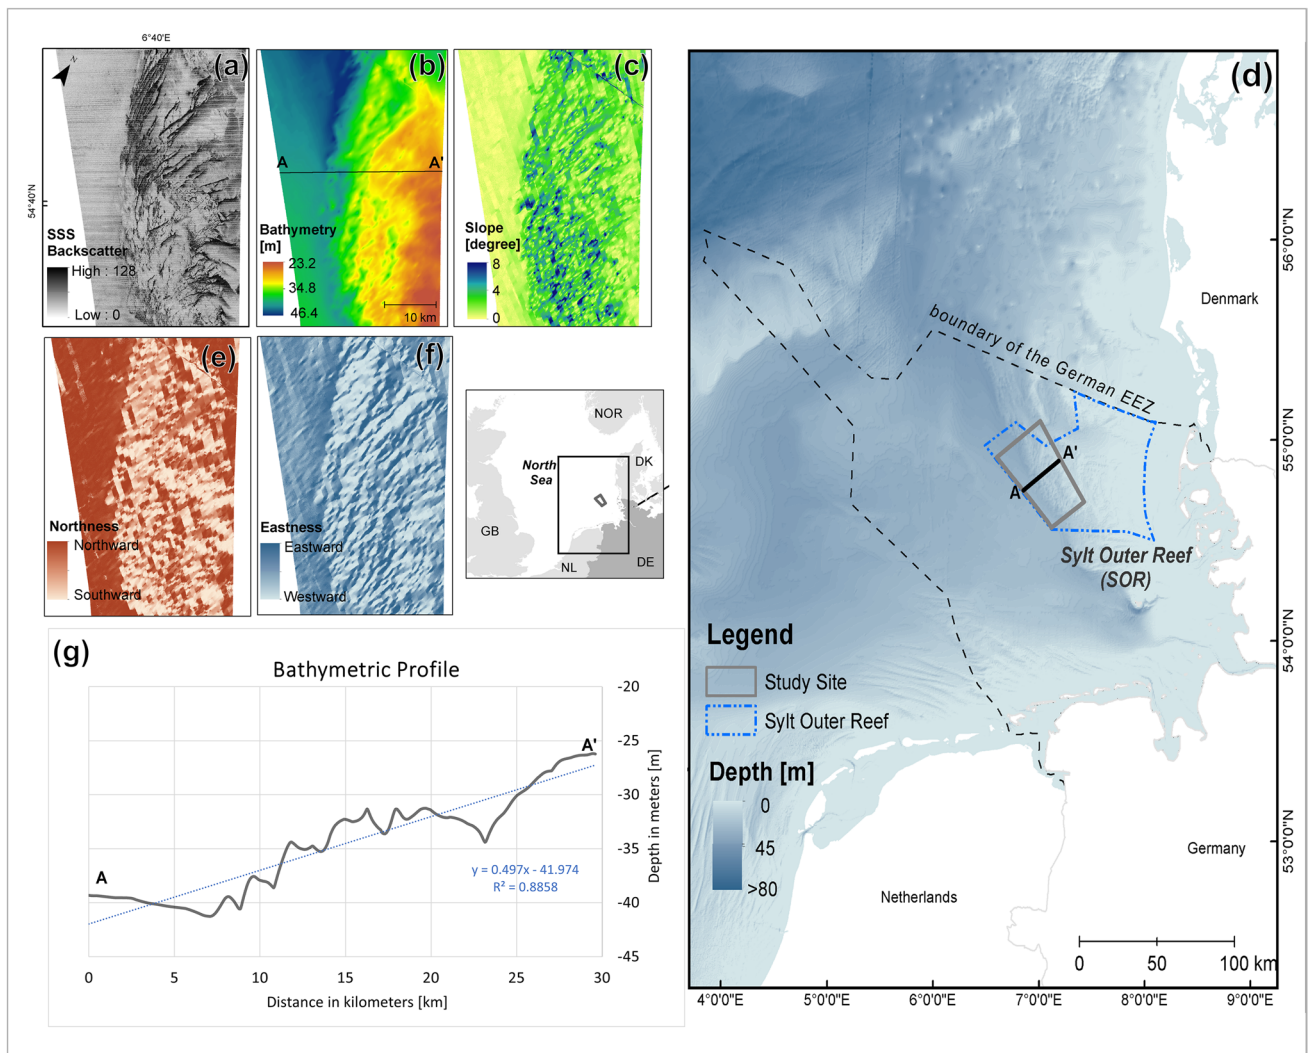 6°40'E
(a)
N
54°40'N
SSS
Backscatter
High : 128
Low : 0
(b)
A
A'
Bathymetry
[m]
23.2
34.8
46.4
10 km
(c)
Slope
[degree]
8
4
0
(d)
56°0'0"N
Denmark
boundary of the German EEZ
55°0'0"N
A'
A
Sylt Outer Reef
(SOR)
54°0'0"N
Legend
Study Site
Sylt Outer Reef
Depth [m]
0
45
>80
53°0'0"N
Germany
Netherlands
0 50 100 km
4°0'0"E 5°0'0"E 6°0'0"E 7°0'0"E 8°0'0"E 9°0'0"E
(e)
Northness
Northward
Southward
(f)
Eastness
Eastward
Westward
NOR
North
Sea
DK
GB
NL
DE
(g)
Bathymetric Profile
-20
-25
-30
-35
-40
-45
Depth in meters [m]
A'
A
y = 0.497x - 41.974
R² = 0.8858
0 5 10 15 20 25 30
Distance in kilometers [km]